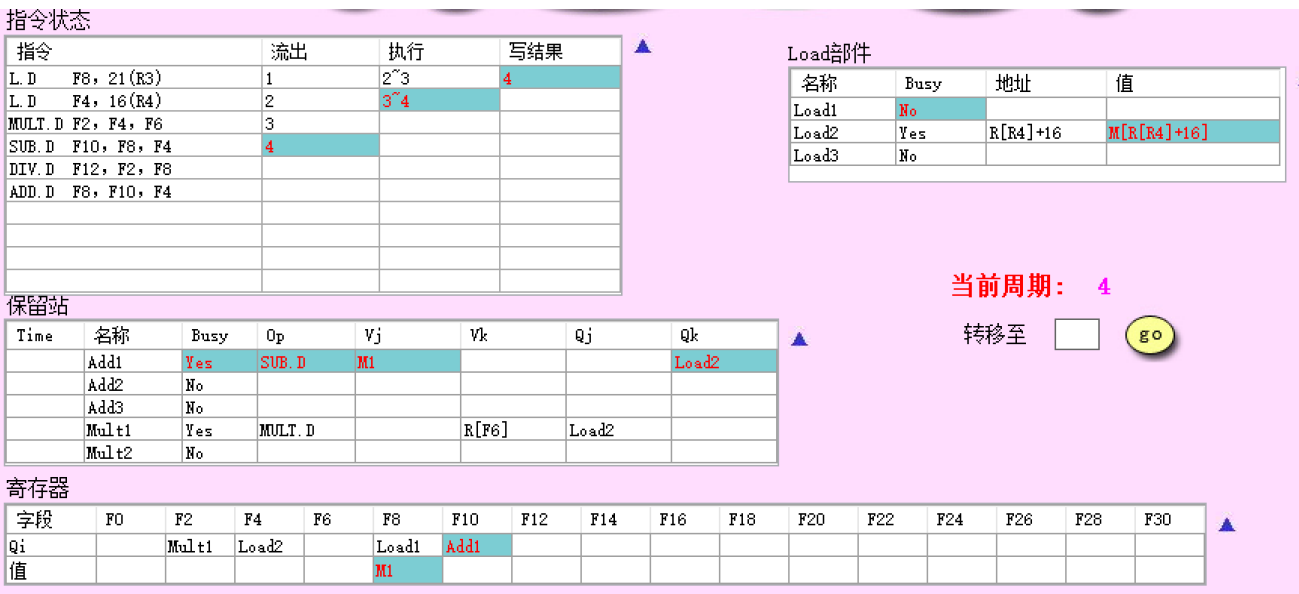 指令状态
指令 流出 执行 写结果
L.D F8, 21(R3) 1 2~3 4
L.D F4, 16(R4) 2 3~4
MULT.D F2, F4, F6 3
SUB.D F10, F8, F4 4
DIV.D F12, F2, F8
ADD.D F8, F10, F4
Load部件
名称 Busy 地址 值
Load1 No
Load2 Yes R[R4]+16 M[R[R4]+16]
Load3 No
当前周期: 4
转移至 go
保留站
Time 名称 Busy Op Vj Vk Qj Qk
Add1 Yes SUB.D M1 Load2
Add2 No
Add3 No
Mult1 Yes MULT.D R[F6] Load2
Mult2 No
寄存器
字段 F0 F2 F4 F6 F8 F10 F12 F14 F16 F18 F20 F22 F24 F26 F28 F30
Qi Mult1 Load2 Load1 Add1
值 M1